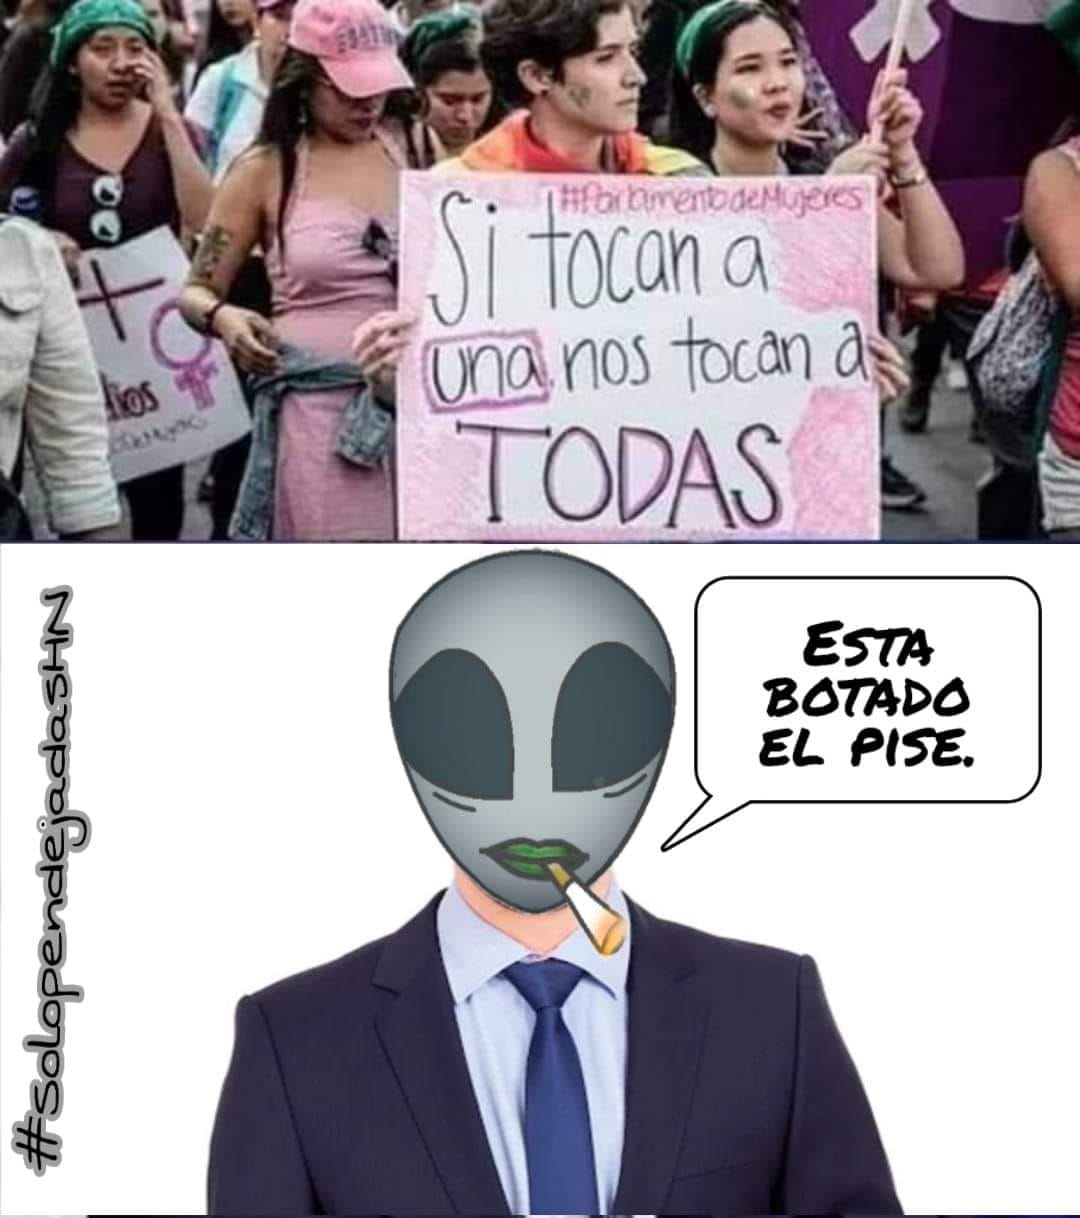 #ParlamentodeMujeres
Si tocan a
una nos tocan a
TODAS
ESTA
BOTADO
EL PISE.
#SolopendejadasHN